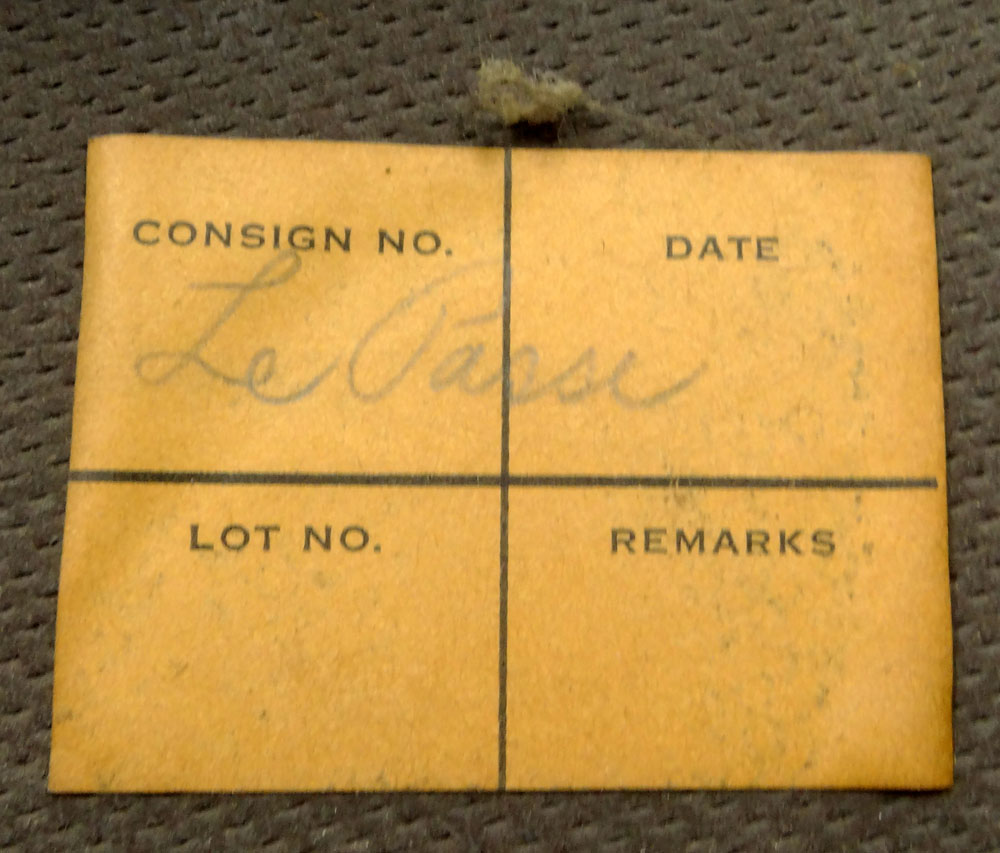 CONSIGN NO. DATE
Le Passe
LOT NO. REMARKS